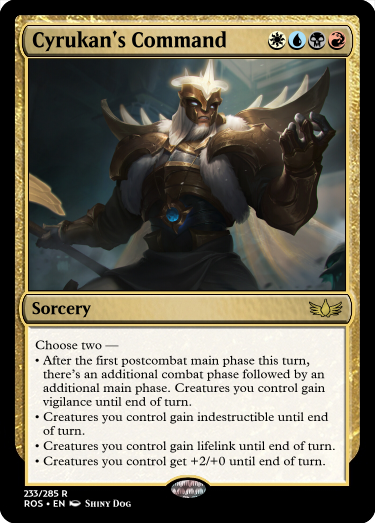 Cyrukan's Command
Sorcery
Choose two —
• After the first postcombat main phase this turn,
there's an additional combat phase followed by an
additional main phase. Creatures you control gain
vigilance until end of turn.
• Creatures you control gain indestructible until end
of turn.
• Creatures you control gain lifelink until end of turn.
• Creatures you control get +2/+0 until end of turn.
233/285 R
ROS • EN Shiny Dog